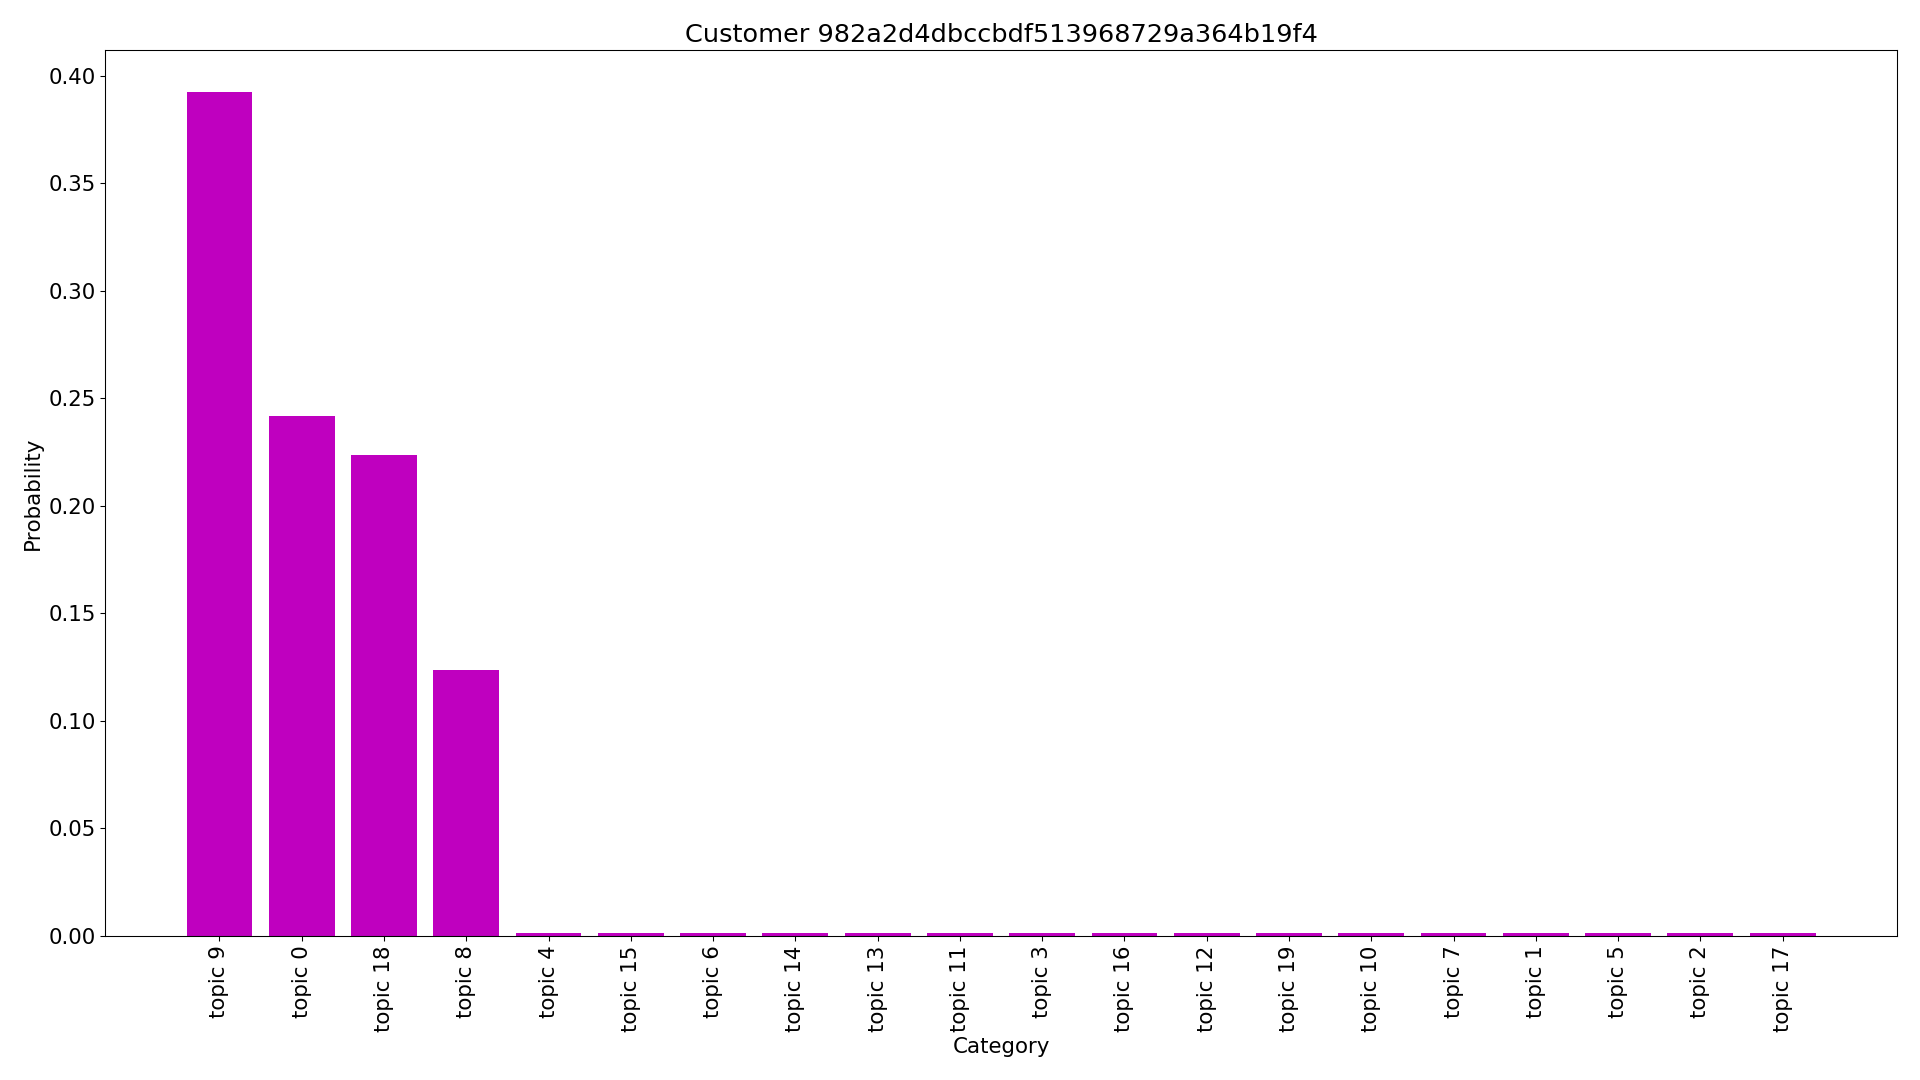 Customer 982a2d4dbccbdf513968729a364b19f4
Probability
0.40
0.35
0.30
0.25
0.20
0.15
0.10
0.05
0.00
topic 9
topic 0
topic 18
topic 8
topic 4
topic 15
topic 6
topic 14
topic 13
topic 11
topic 3
topic 16
topic 12
topic 19
topic 10
topic 7
topic 1
topic 5
topic 2
topic 17
Category